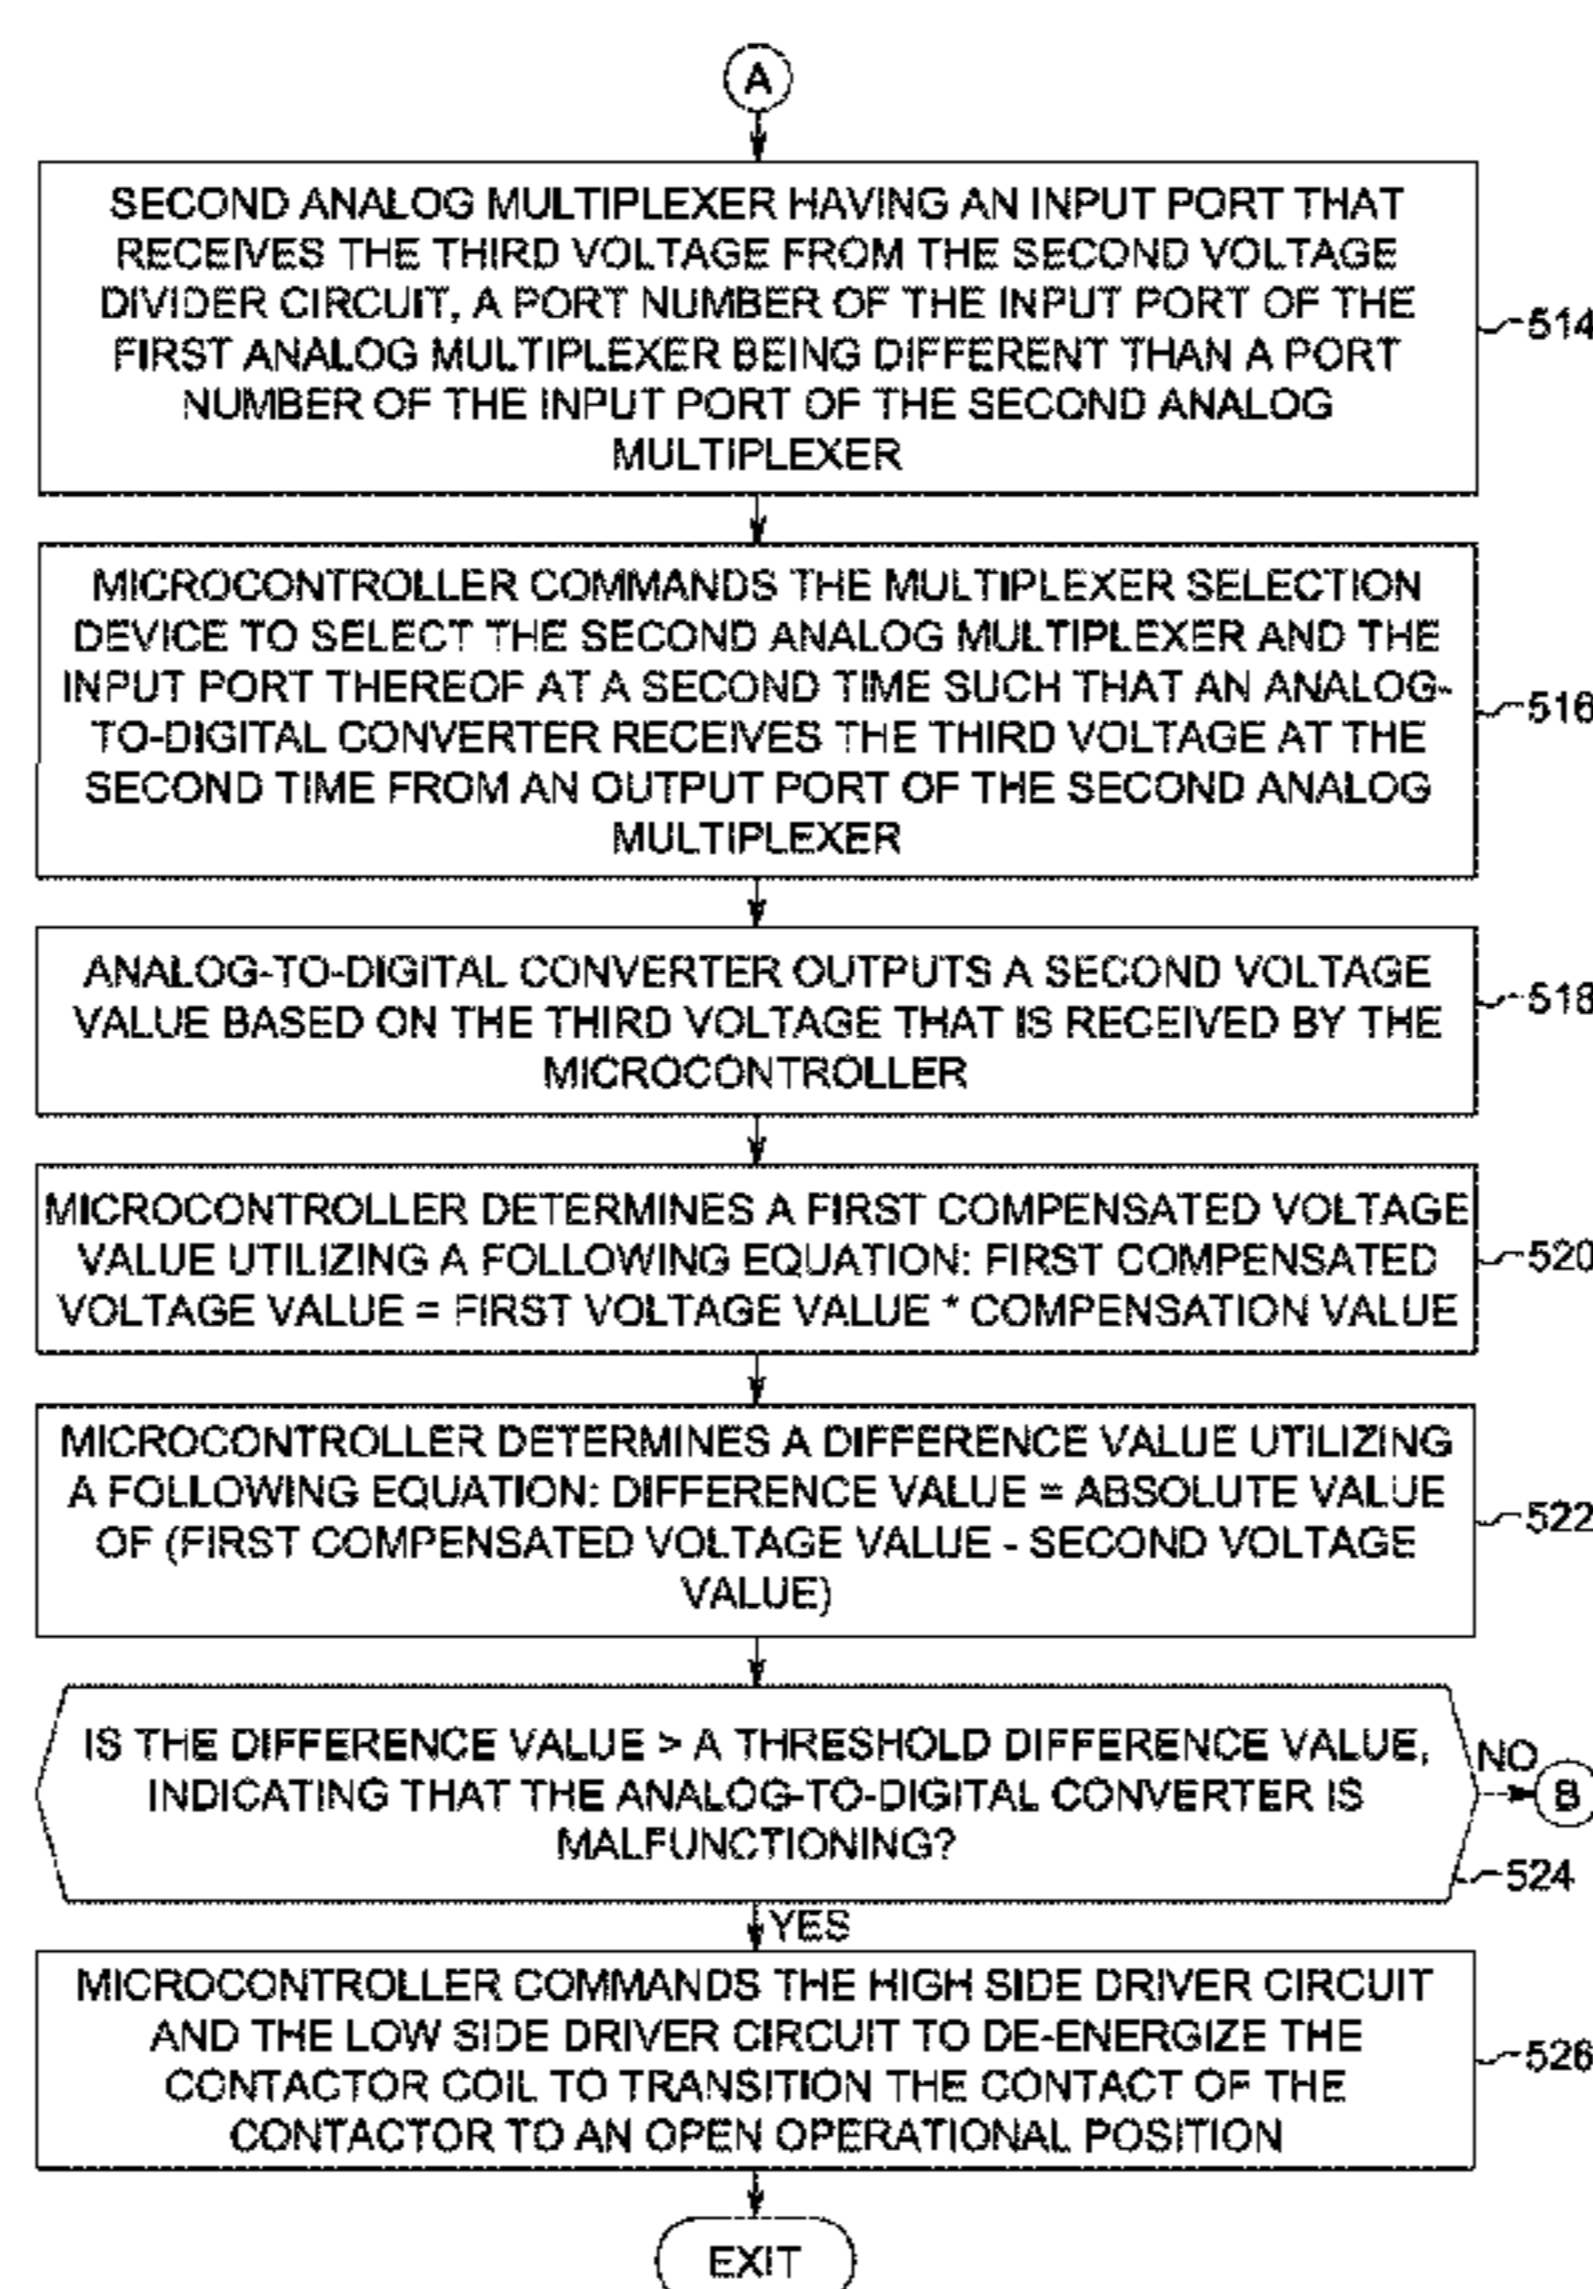 A
SECOND ANALOG MULTIPLEXER HAVING AN INPUT PORT THAT
RECEIVES THE THIRD VOLTAGE FROM THE SECOND VOLTAGE
DIVIDER CIRCUIT, A PORT NUMBER OF THE INPUT PORT OF THE
FIRST ANALOG MULTIPLEXER BEING DIFFERENT THAN A PORT
NUMBER OF THE INPUT PORT OF THE SECOND ANALOG
MULTIPLEXER
514
MICROCONTROLLER COMMANDS THE MULTIPLEXER SELECTION
DEVICE TO SELECT THE SECOND ANALOG MULTIPLEXER AND THE
INPUT PORT THEREOF AT A SECOND TIME SUCH THAT AN ANALOG-
TO-DIGITAL CONVERTER RECEIVES THE THIRD VOLTAGE AT THE
SECOND TIME FROM AN OUTPUT PORT OF THE SECOND ANALOG
MULTIPLEXER
516
ANALOG-TO-DIGITAL CONVERTER OUTPUTS A SECOND VOLTAGE
VALUE BASED ON THE THIRD VOLTAGE THAT IS RECEIVED BY THE
MICROCONTROLLER
518
MICROCONTROLLER DETERMINES A FIRST COMPENSATED VOLTAGE
VALUE UTILIZING A FOLLOWING EQUATION: FIRST COMPENSATED
VOLTAGE VALUE = FIRST VOLTAGE VALUE * COMPENSATION VALUE
520
MICROCONTROLLER DETERMINES A DIFFERENCE VALUE UTILIZING
A FOLLOWING EQUATION: DIFFERENCE VALUE = ABSOLUTE VALUE
OF (FIRST COMPENSATED VOLTAGE VALUE - SECOND VOLTAGE
VALUE)
522
IS THE DIFFERENCE VALUE > A THRESHOLD DIFFERENCE VALUE,
INDICATING THAT THE ANALOG-TO-DIGITAL CONVERTER IS
MALFUNCTIONING?
NO
B
524
YES
MICROCONTROLLER COMMANDS THE HIGH SIDE DRIVER CIRCUIT
AND THE LOW SIDE DRIVER CIRCUIT TO DE-ENERGIZE THE
CONTACTOR COIL TO TRANSITION THE CONTACT OF THE
CONTACTOR TO AN OPEN OPERATIONAL POSITION
526
EXIT